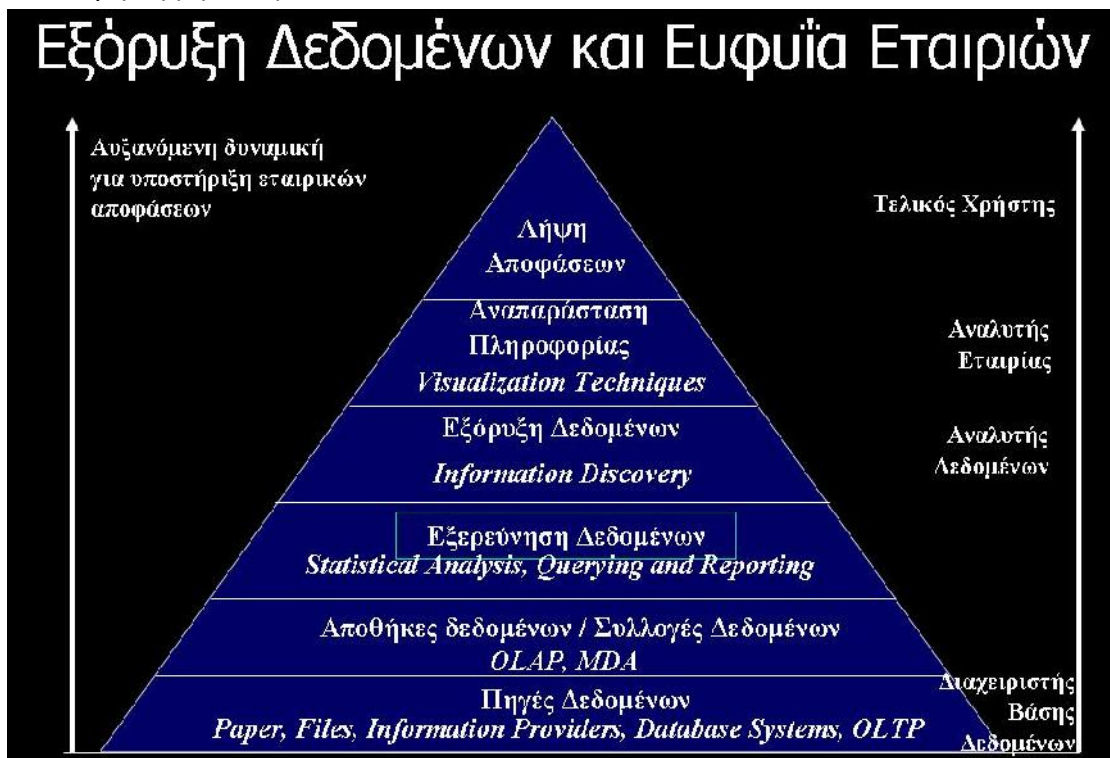 Εξόρυξη Δεδομένων και Ευφυΐα Εταιριών
Αυξανόμενη δυναμική
για υποστήριξη εταιρικών
αποφάσεων
Τελικός Χρήστης
Λήψη
Αποφάσεων
Αναπαράσταση
Πληροφορίας
Visualization Techniques
Αναλυτής
Εταιρίας
Εξόρυξη Δεδομένων
Information Discovery
Αναλυτής
Δεδομένων
Εξερεύνηση Δεδομένων
Statistical Analysis, Querying and Reporting
Αποθήκες δεδομένων / Συλλογές Δεδομένων
OLAP, MDA
Πηγές Δεδομένων
Paper, Files, Information Providers, Database Systems, OLTP
Διαχειριστής
Βάσης
Δεδομένων